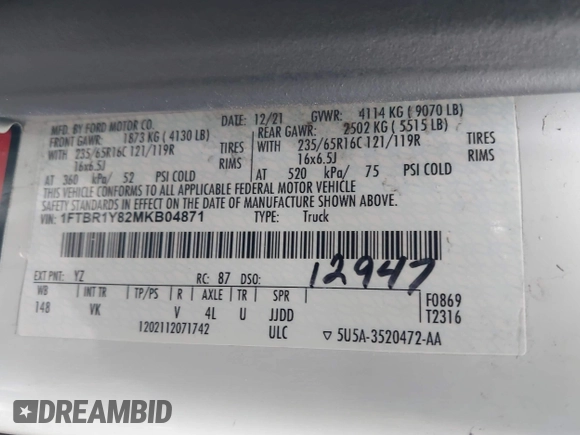 MFD. BY FORD MOTOR CO.
12/21 GVWR: 4114 KG ( 9070 LB)
FRONT GAWR: 1873 KG ( 4130 LB)
REAR GAWR: 2502 KG ( 5515 LB)
WITH 235/65R16C 121/119R TIRES
WITH 235/65R16C 121/119R TIRES
16x6.5J RIMS
16x6.5J RIMS
AT 360 kPa/ 52 PSI COLD
AT 520 kPa/ 75 PSI COLD
THIS VEHICLE CONFORMS TO ALL APPLICABLE FEDERAL MOTOR VEHICLE
SAFETY STANDARDS IN EFFECT ON THE DATE OF MANUFACTURE SHOWN ABOVE.
VIN: 1FTBR1Y82MKB04871 TYPE: Truck
12947
EXT PNT: YZ RC: 87 DSO:
WB INT TR TP/PS R AXLE TR SPR
F0869
148 VK V 4L U JJDD
T2316
1202112071742 ULC
▽ 5U5A-3520472-AA
DREAMBID